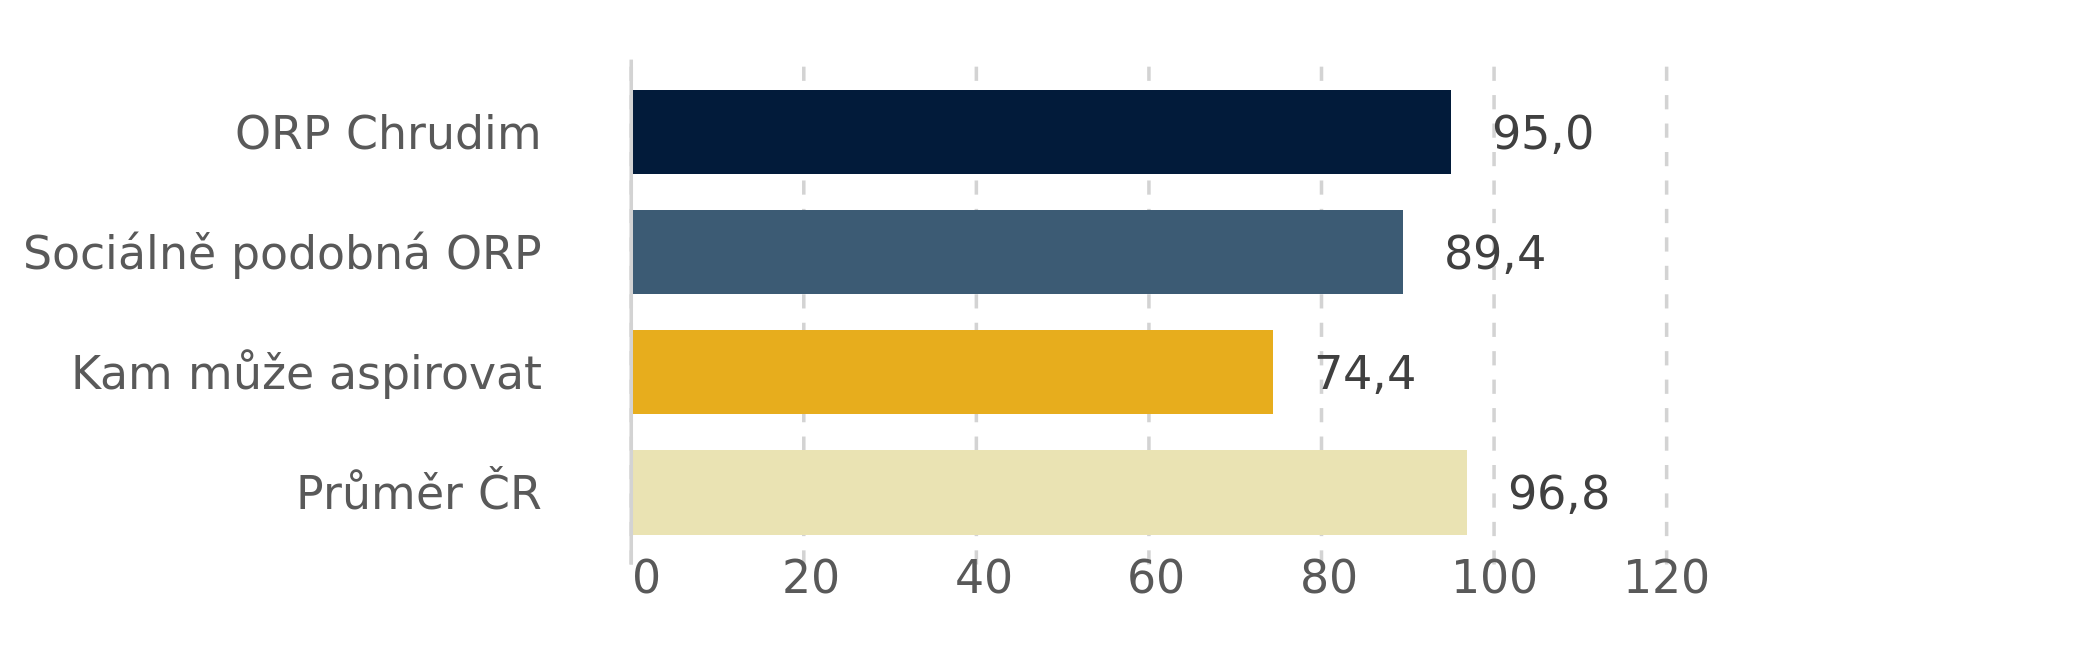 ORP Chrudim
95,0
Sociálně podobná ORP
89,4
Kam může aspirovat
74,4
Průměr ČR
96,8
0 20 40 60 80 100 120